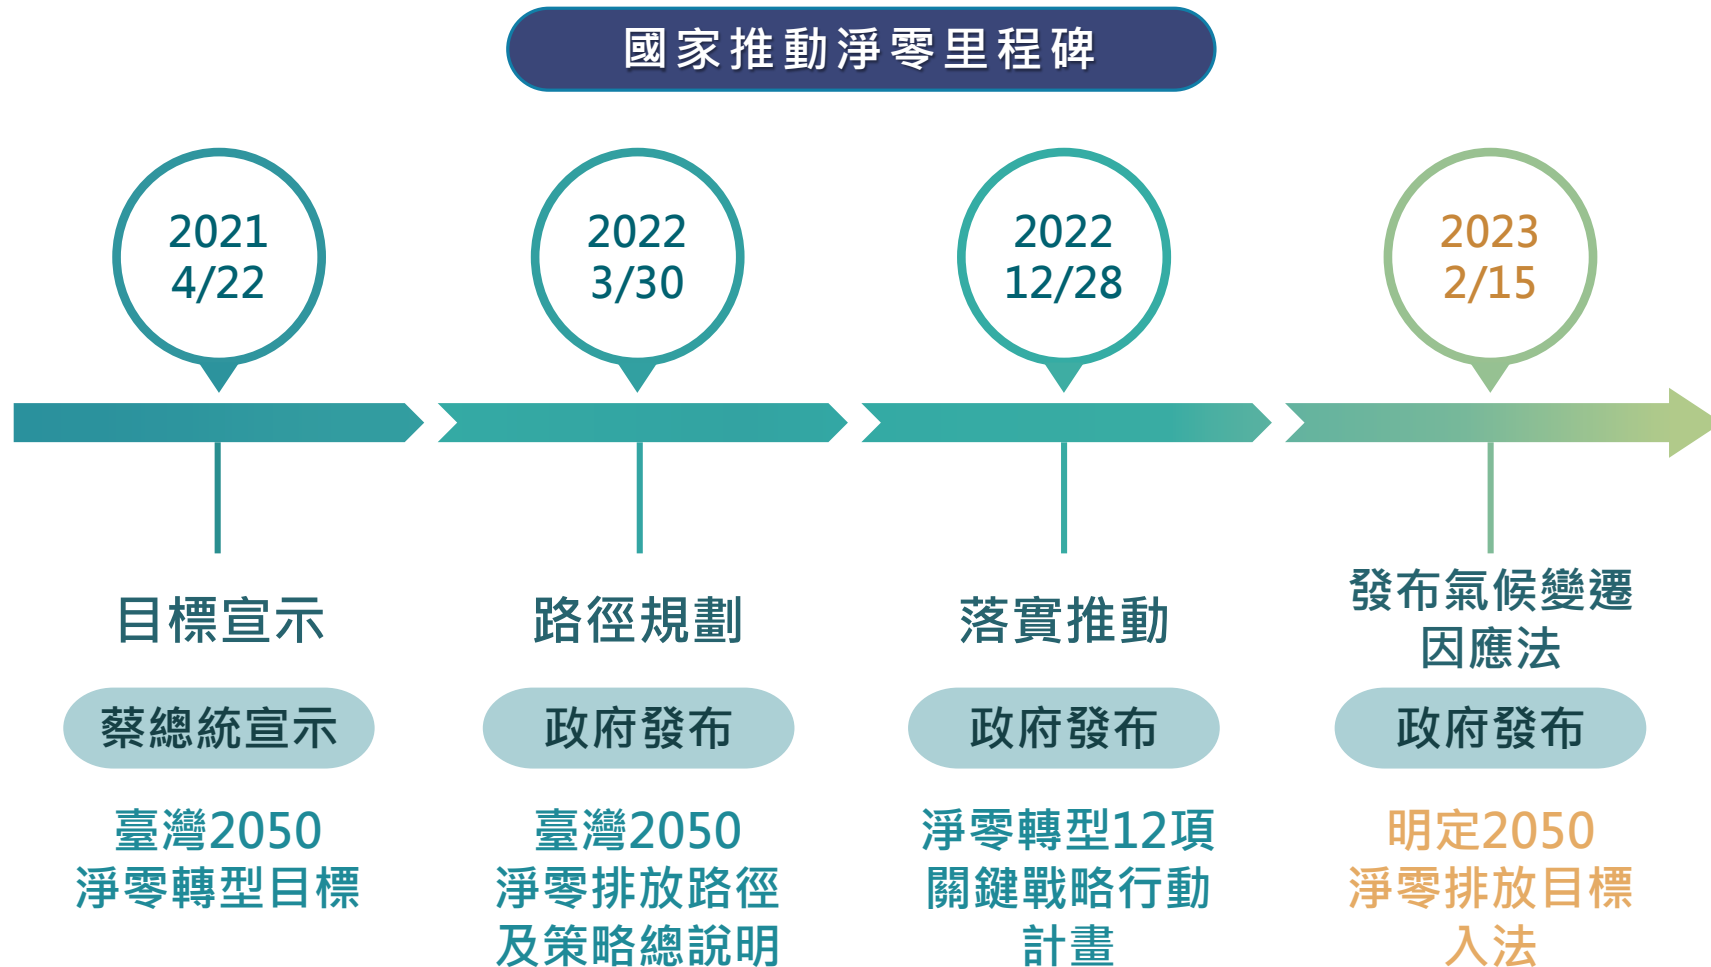 國家推動淨零里程碑
2021
4/22
目標宣示
蔡總統宣示
臺灣2050
淨零轉型目標
2022
3/30
路徑規劃
政府發布
臺灣2050
淨零排放路徑
及策略總說明
2022
12/28
落實推動
政府發布
淨零轉型12項
關鍵戰略行動
計畫
2023
2/15
發布氣候變遷
因應法
政府發布
明定2050
淨零排放目標
入法